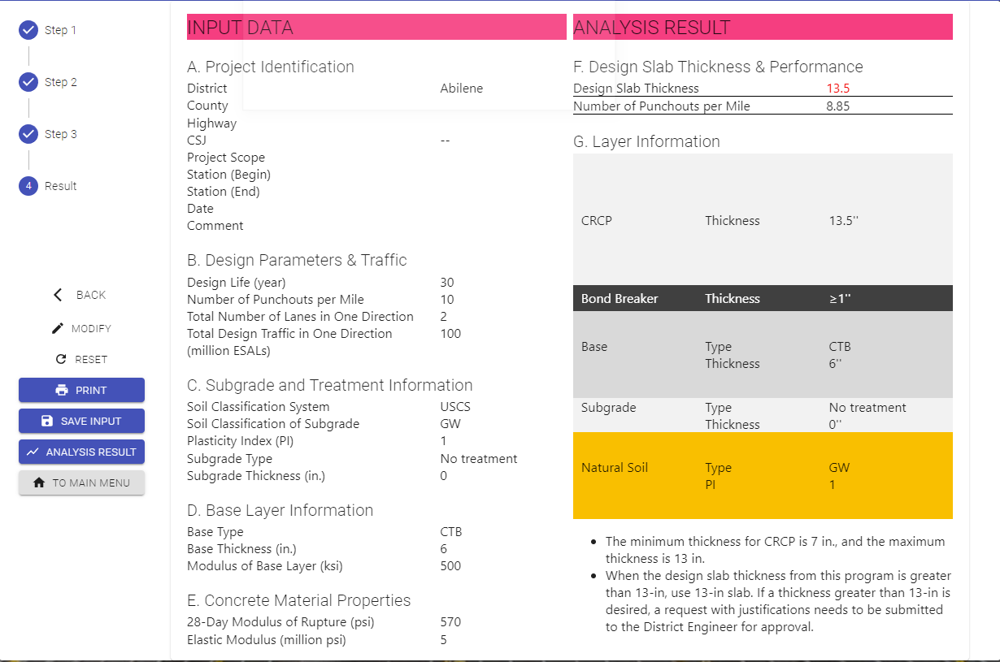 Step 1
Step 2
Step 3
4 Result
BACK
MODIFY
RESET
PRINT
SAVE INPUT
ANALYSIS RESULT
TO MAIN MENU
INPUT DATA
A. Project Identification
District Abilene
County
Highway
CSJ --
Project Scope
Station (Begin)
Station (End)
Date
Comment
B. Design Parameters & Traffic
Design Life (year) 30
Number of Punchouts per Mile 10
Total Number of Lanes in One Direction 2
Total Design Traffic in One Direction 100
(million ESALs)
C. Subgrade and Treatment Information
Soil Classification System USCS
Soil Classification of Subgrade GW
Plasticity Index (PI) 1
Subgrade Type No treatment
Subgrade Thickness (in.) 0
D. Base Layer Information
Base Type CTB
Base Thickness (in.) 6
Modulus of Base Layer (ksi) 500
E. Concrete Material Properties
28-Day Modulus of Rupture (psi) 570
Elastic Modulus (million psi) 5
ANALYSIS RESULT
F. Design Slab Thickness & Performance
Design Slab Thickness 13.5
Number of Punchouts per Mile 8.85
G. Layer Information
CRCP Thickness 13.5''
Bond Breaker Thickness ≥1''
Base Type CTB
Thickness 6''
Subgrade Type No treatment
Thickness 0''
Natural Soil Type GW
PI 1
• The minimum thickness for CRCP is 7 in., and the maximum
thickness is 13 in.
• When the design slab thickness from this program is greater
than 13-in, use 13-in slab. If a thickness greater than 13-in is
desired, a request with justifications needs to be submitted
to the District Engineer for approval.